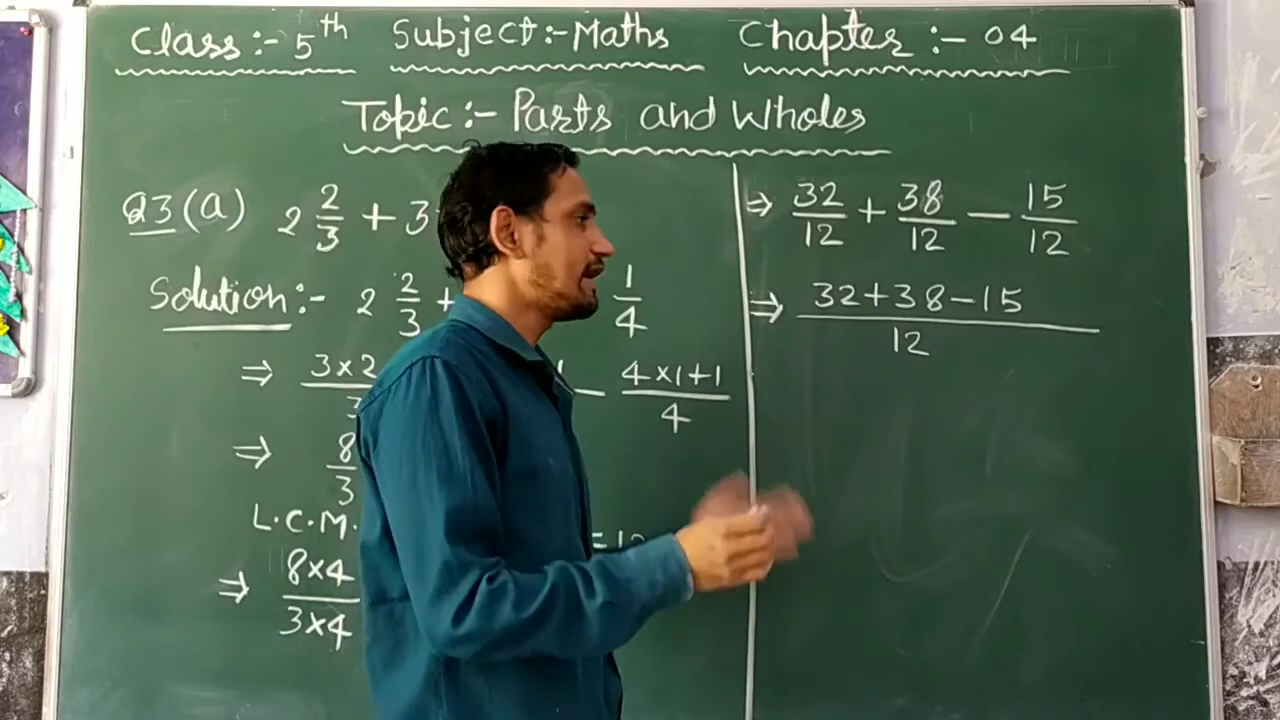 Class :- 5th Subject :- Maths Chapter :- 04
Topic :- Parts and Wholes
Q3 (a) 2 2/3 + 3
Solution :- 2 2/3 + 1/4
⇒ 3×2 / 3 - 4×1+1 / 4
⇒ 8/3
L.C.M.
⇒ 8×4 / 3×4
⇒ 32/12 + 38/12 - 15/12
⇒ 32+38-15 / 12